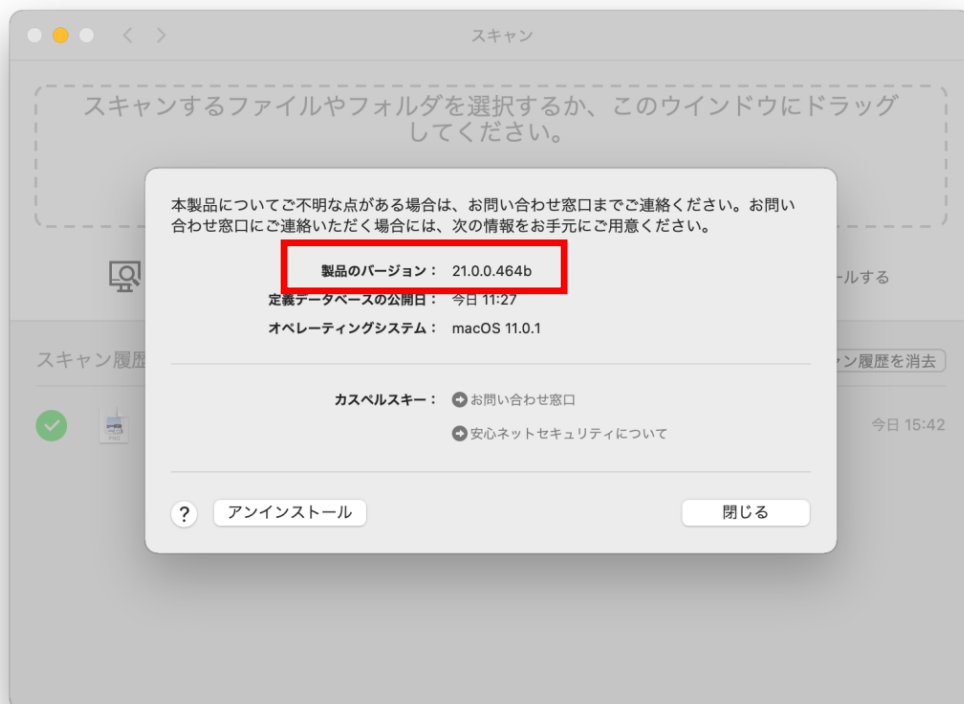 スキャン
スキャンするファイルやフォルダを選択するか、このウインドウにドラッグ
してください。
本製品についてご不明な点がある場合は、お問い合わせ窓口までご連絡ください。お問い
合わせ窓口にご連絡いただく場合には、次の情報をお手元にご用意ください。
製品のバージョン： 21.0.0.464b
定義データベースの公開日： 今日 11:27
オペレーティングシステム： macOS 11.0.1
ールする
スキャン履歴
ン履歴を消去
カスペルスキー： お問い合わせ窓口
安心ネットセキュリティについて
今日 15:42
? アンインストール 閉じる